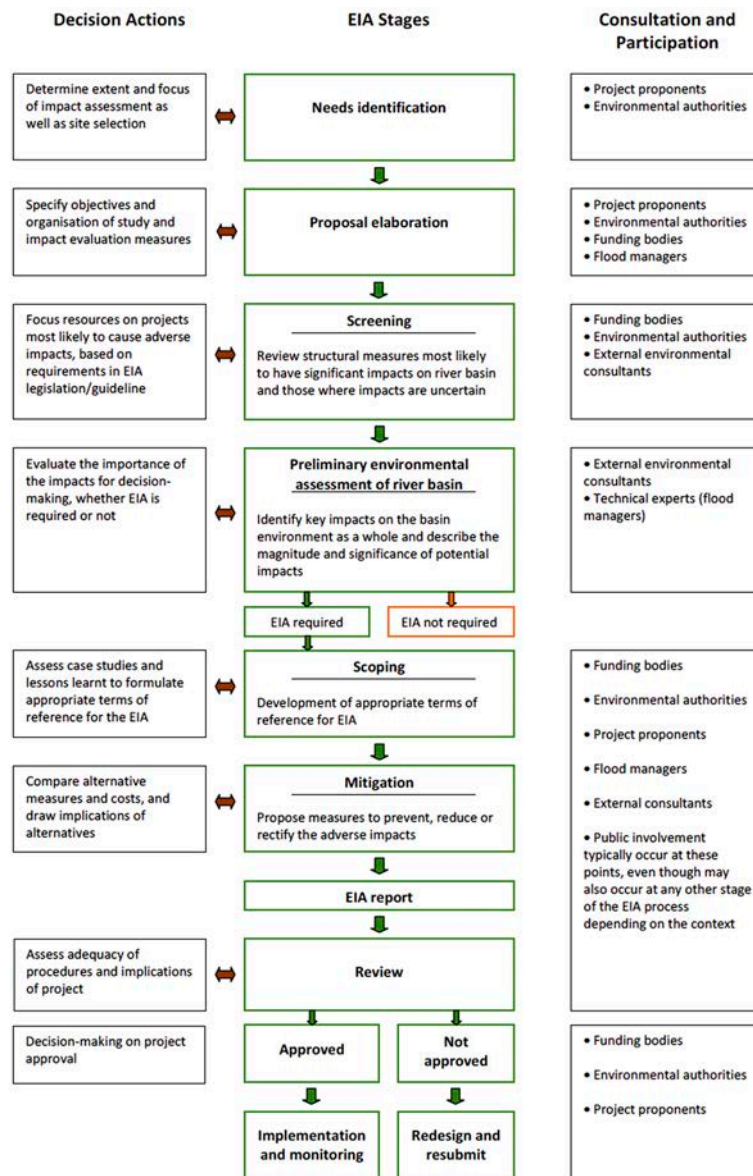 Decision Actions
EIA Stages
Consultation and
Participation
Determine extent and focus
of impact assessment as
well as site selection
Needs identification
• Project proponents
• Environmental authorities
Specify objectives and
organisation of study and
impact evaluation measures
Proposal elaboration
• Project proponents
• Environmental authorities
• Funding bodies
• Flood managers
Focus resources on projects
most likely to cause adverse
impacts, based on
requirements in EIA
legislation/guideline
Screening
Review structural measures most likely
to have significant impacts on river basin
and those where impacts are uncertain
• Funding bodies
• Environmental authorities
• External environmental
consultants
Evaluate the importance of
the impacts for decision-
making, whether EIA is
required or not
Preliminary environmental
assessment of river basin
Identify key impacts on the basin
environment as a whole and describe the
magnitude and significance of potential
impacts
• External environmental
consultants
• Technical experts (flood
managers)
EIA required
EIA not required
Assess case studies and
lessons learnt to formulate
appropriate terms of
reference for the EIA
Scoping
Development of appropriate terms of
reference for EIA
Compare alternative
measures and costs, and
draw implications of
alternatives
Mitigation
Propose measures to prevent, reduce or
rectify the adverse impacts
EIA report
• Funding bodies
• Environmental authorities
• Project proponents
• Flood managers
• External consultants
• Public involvement
typically occur at these
points, even though may
also occur at any other stage
of the EIA process
depending on the context
Assess adequacy of
procedures and implications
of project
Review
Decision-making on project
approval
Approved
Not
approved
• Funding bodies
• Environmental authorities
• Project proponents
Implementation
and monitoring
Redesign and
resubmit